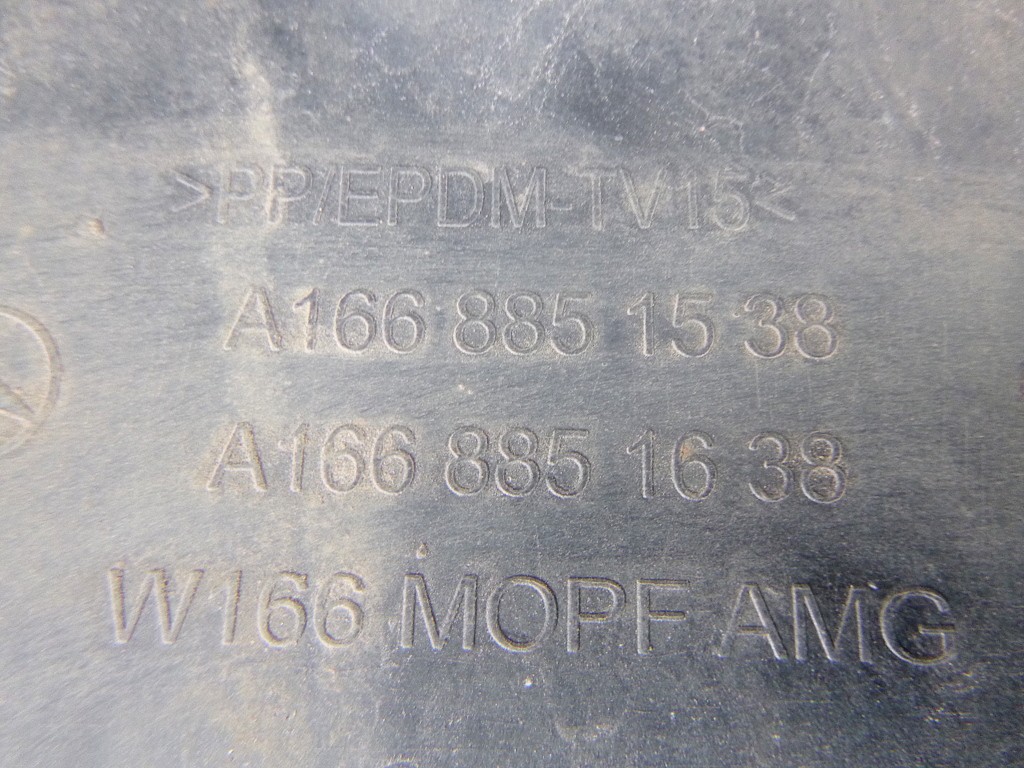 >PP/EPDM-TV15<
A166 885 15 38
A166 885 16 38
W166 MOPF AMG